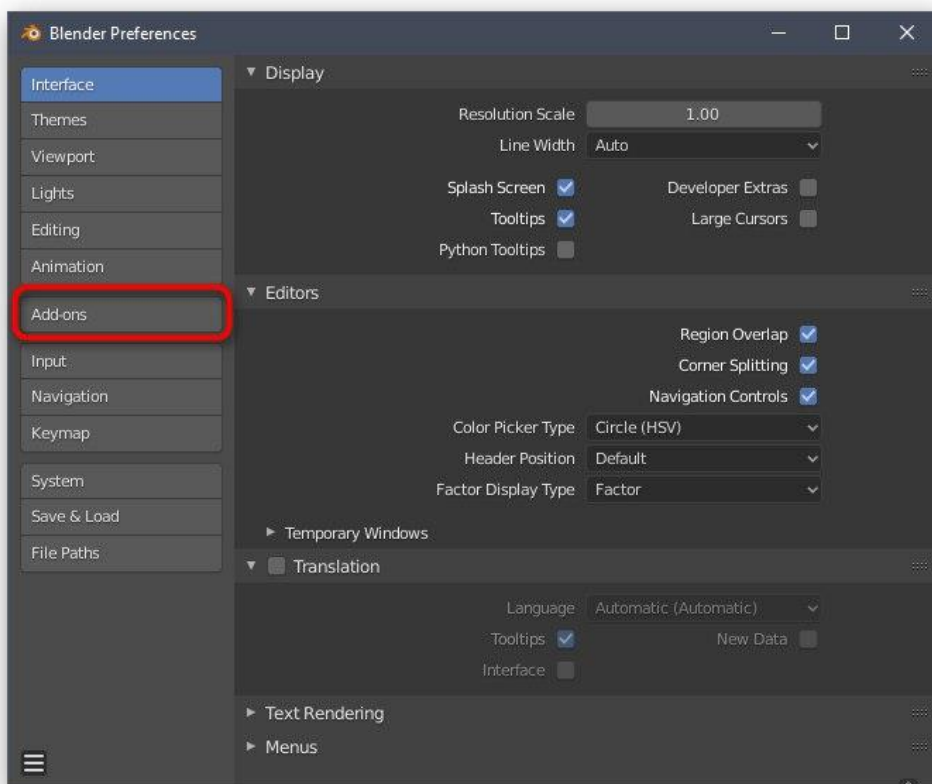 Blender Preferences
Interface
Themes
Viewport
Lights
Editing
Animation
Add-ons
Input
Navigation
Keymap
System
Save & Load
File Paths
Display
Resolution Scale 1.00
Line Width Auto
Splash Screen Developer Extras
Tooltips Large Cursors
Python Tooltips
Editors
Region Overlap
Corner Splitting
Navigation Controls
Color Picker Type Circle (HSV)
Header Position Default
Factor Display Type Factor
Temporary Windows
Translation
Language Automatic (Automatic)
Tooltips New Data
Interface
Text Rendering
Menus